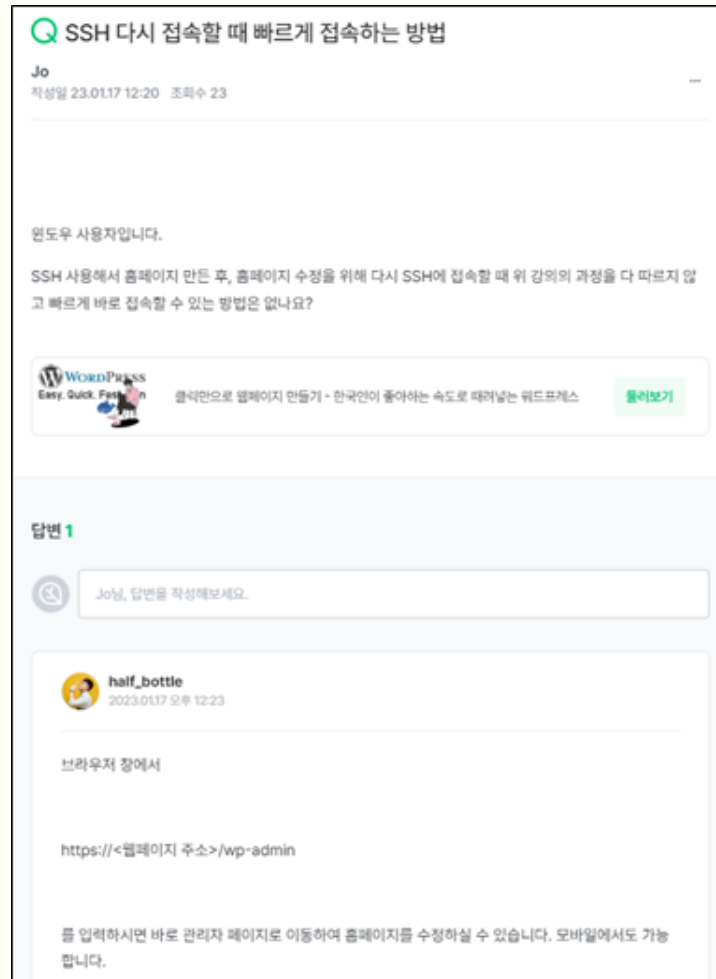 SSH 다시 접속할 때 빠르게 접속하는 방법
Jo
작성일 23.01.17 12:20 조회수 23
윈도우 사용자입니다.
SSH 사용해서 홈페이지 만든 후, 홈페이지 수정을 위해 다시 SSH에 접속할 때 위 강의의 과정을 다 따르지 않
고 빠르게 바로 접속할 수 있는 방법은 없나요?
WORDPRESS
Easy. Quick. Fas
클릭만으로 웹페이지 만들기 - 한국인이 좋아하는 속도로 때려넣는 워드프레스
둘러보기
답변 1
Jo님, 답변을 작성해보세요.
half_bottle
2023.01.17 오후 12:23
브라우저 창에서
https://<웹페이지 주소>/wp-admin
를 입력하시면 바로 관리자 페이지로 이동하여 홈페이지를 수정하실 수 있습니다. 모바일에서도 가능
합니다.